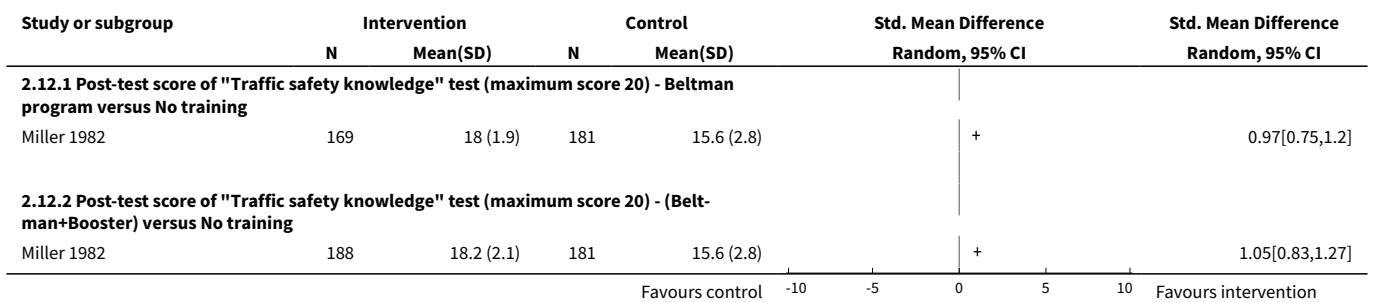 Study or subgroup Intervention Control Std. Mean Difference Std. Mean Difference
N Mean(SD) N Mean(SD) Random, 95% CI Random, 95% CI
2.12.1 Post-test score of "Traffic safety knowledge" test (maximum score 20) - Beltman
program versus No training
Miller 1982 169 18 (1.9) 181 15.6 (2.8) + 0.97[0.75,1.2]
2.12.2 Post-test score of "Traffic safety knowledge" test (maximum score 20) - (Belt-
man+Booster) versus No training
Miller 1982 188 18.2 (2.1) 181 15.6 (2.8) + 1.05[0.83,1.27]
Favours control -10 -5 0 5 10 Favours intervention